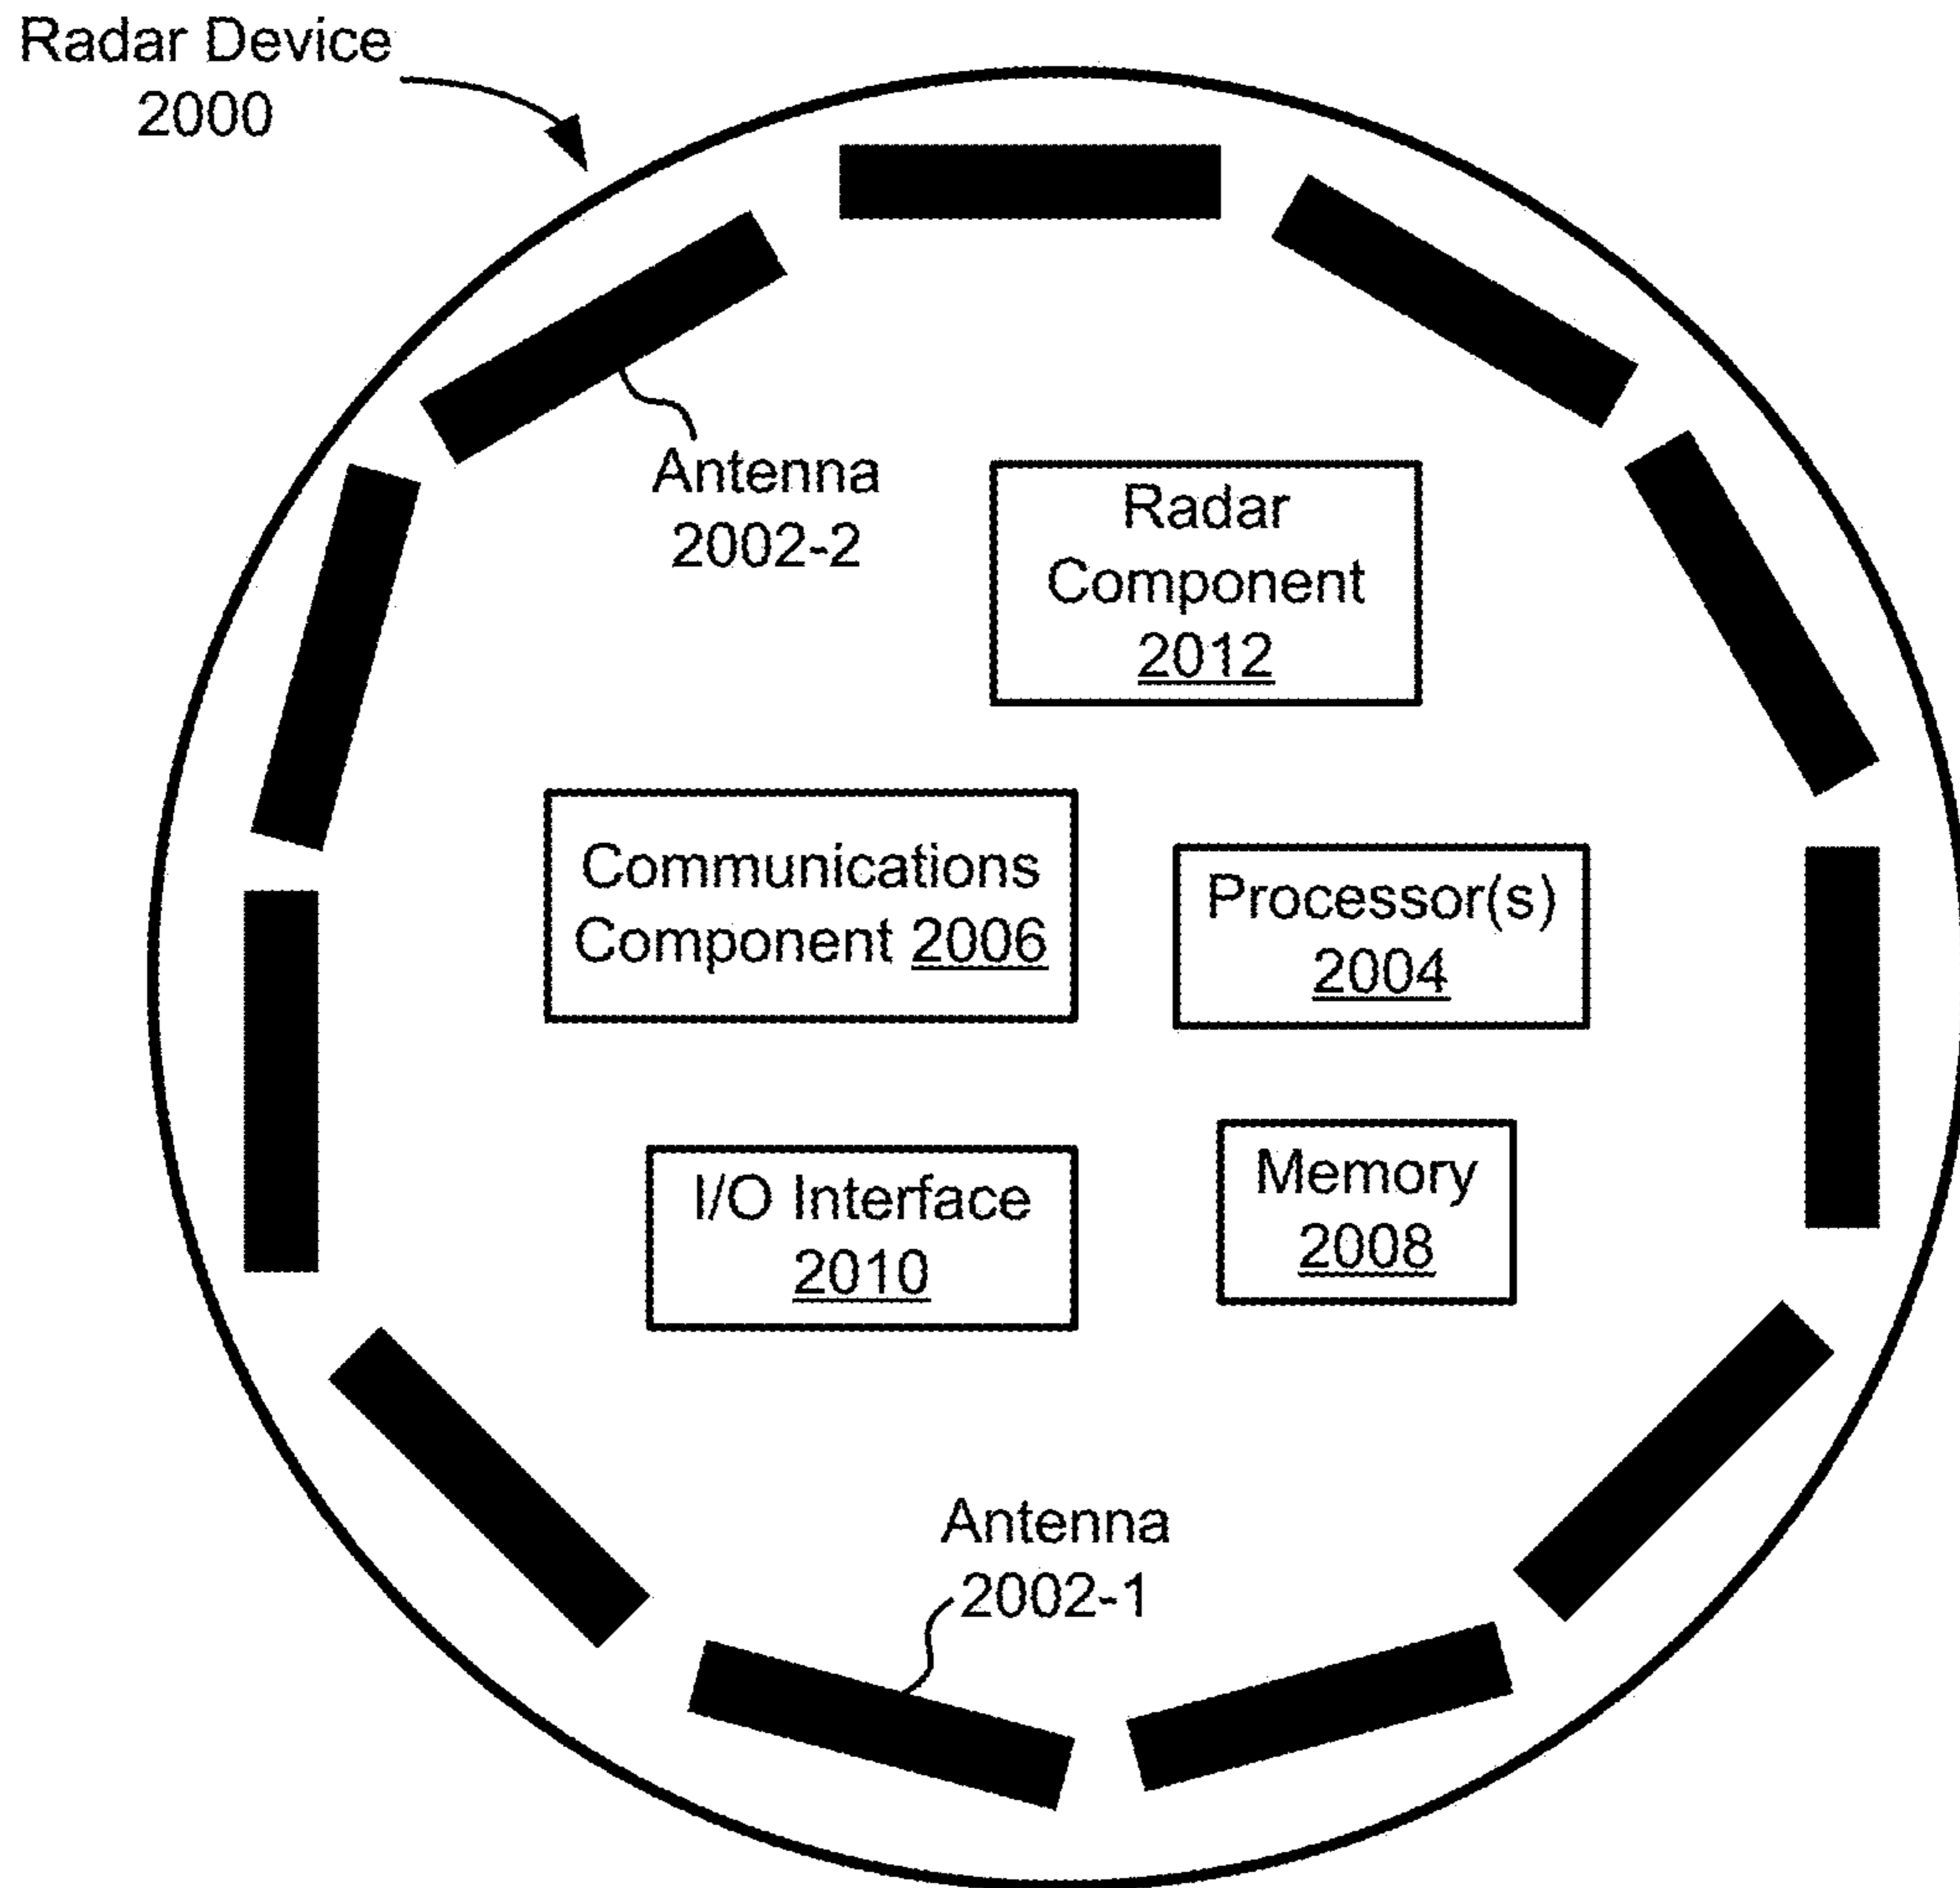 Radar Device
2000
Antenna
2002-2
Radar
Component
2012
Communications
Component 2006
Processor(s)
2004
I/O Interface
2010
Memory
2008
Antenna
2002-1